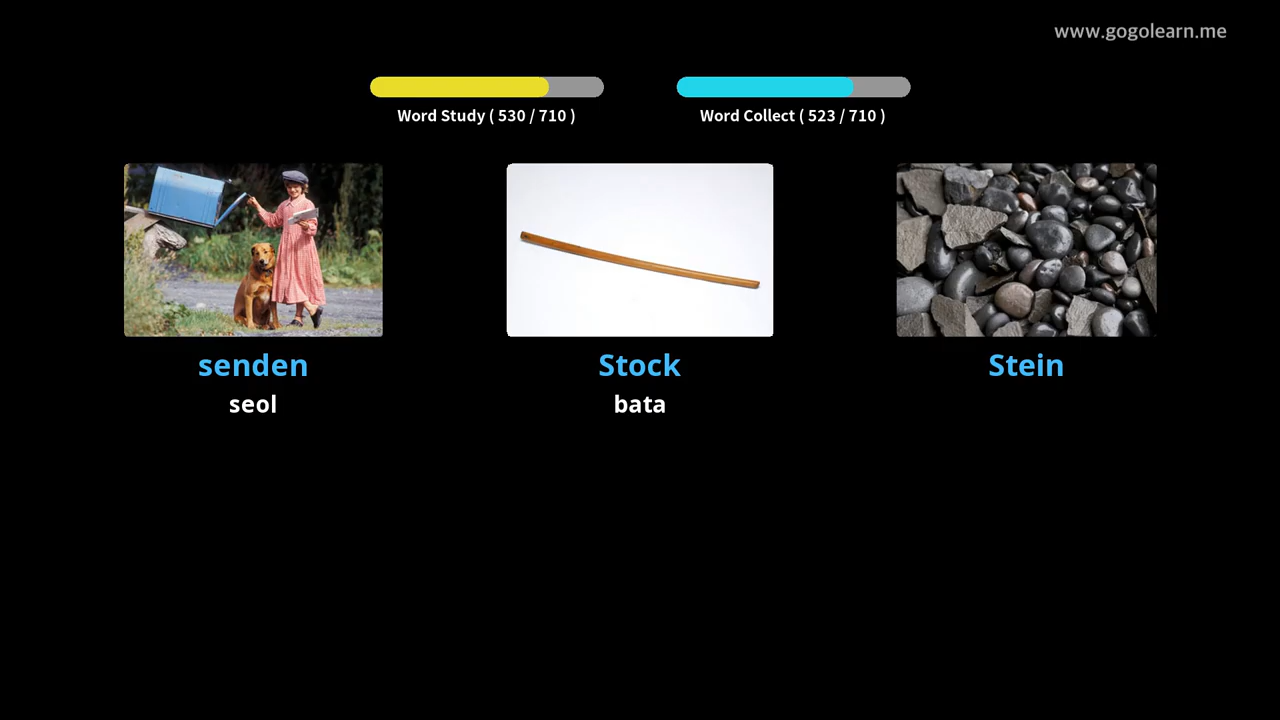 www.gogolearn.me
Word Study ( 530 / 710 )
Word Collect ( 523 / 710 )
senden
seol
Stock
bata
Stein